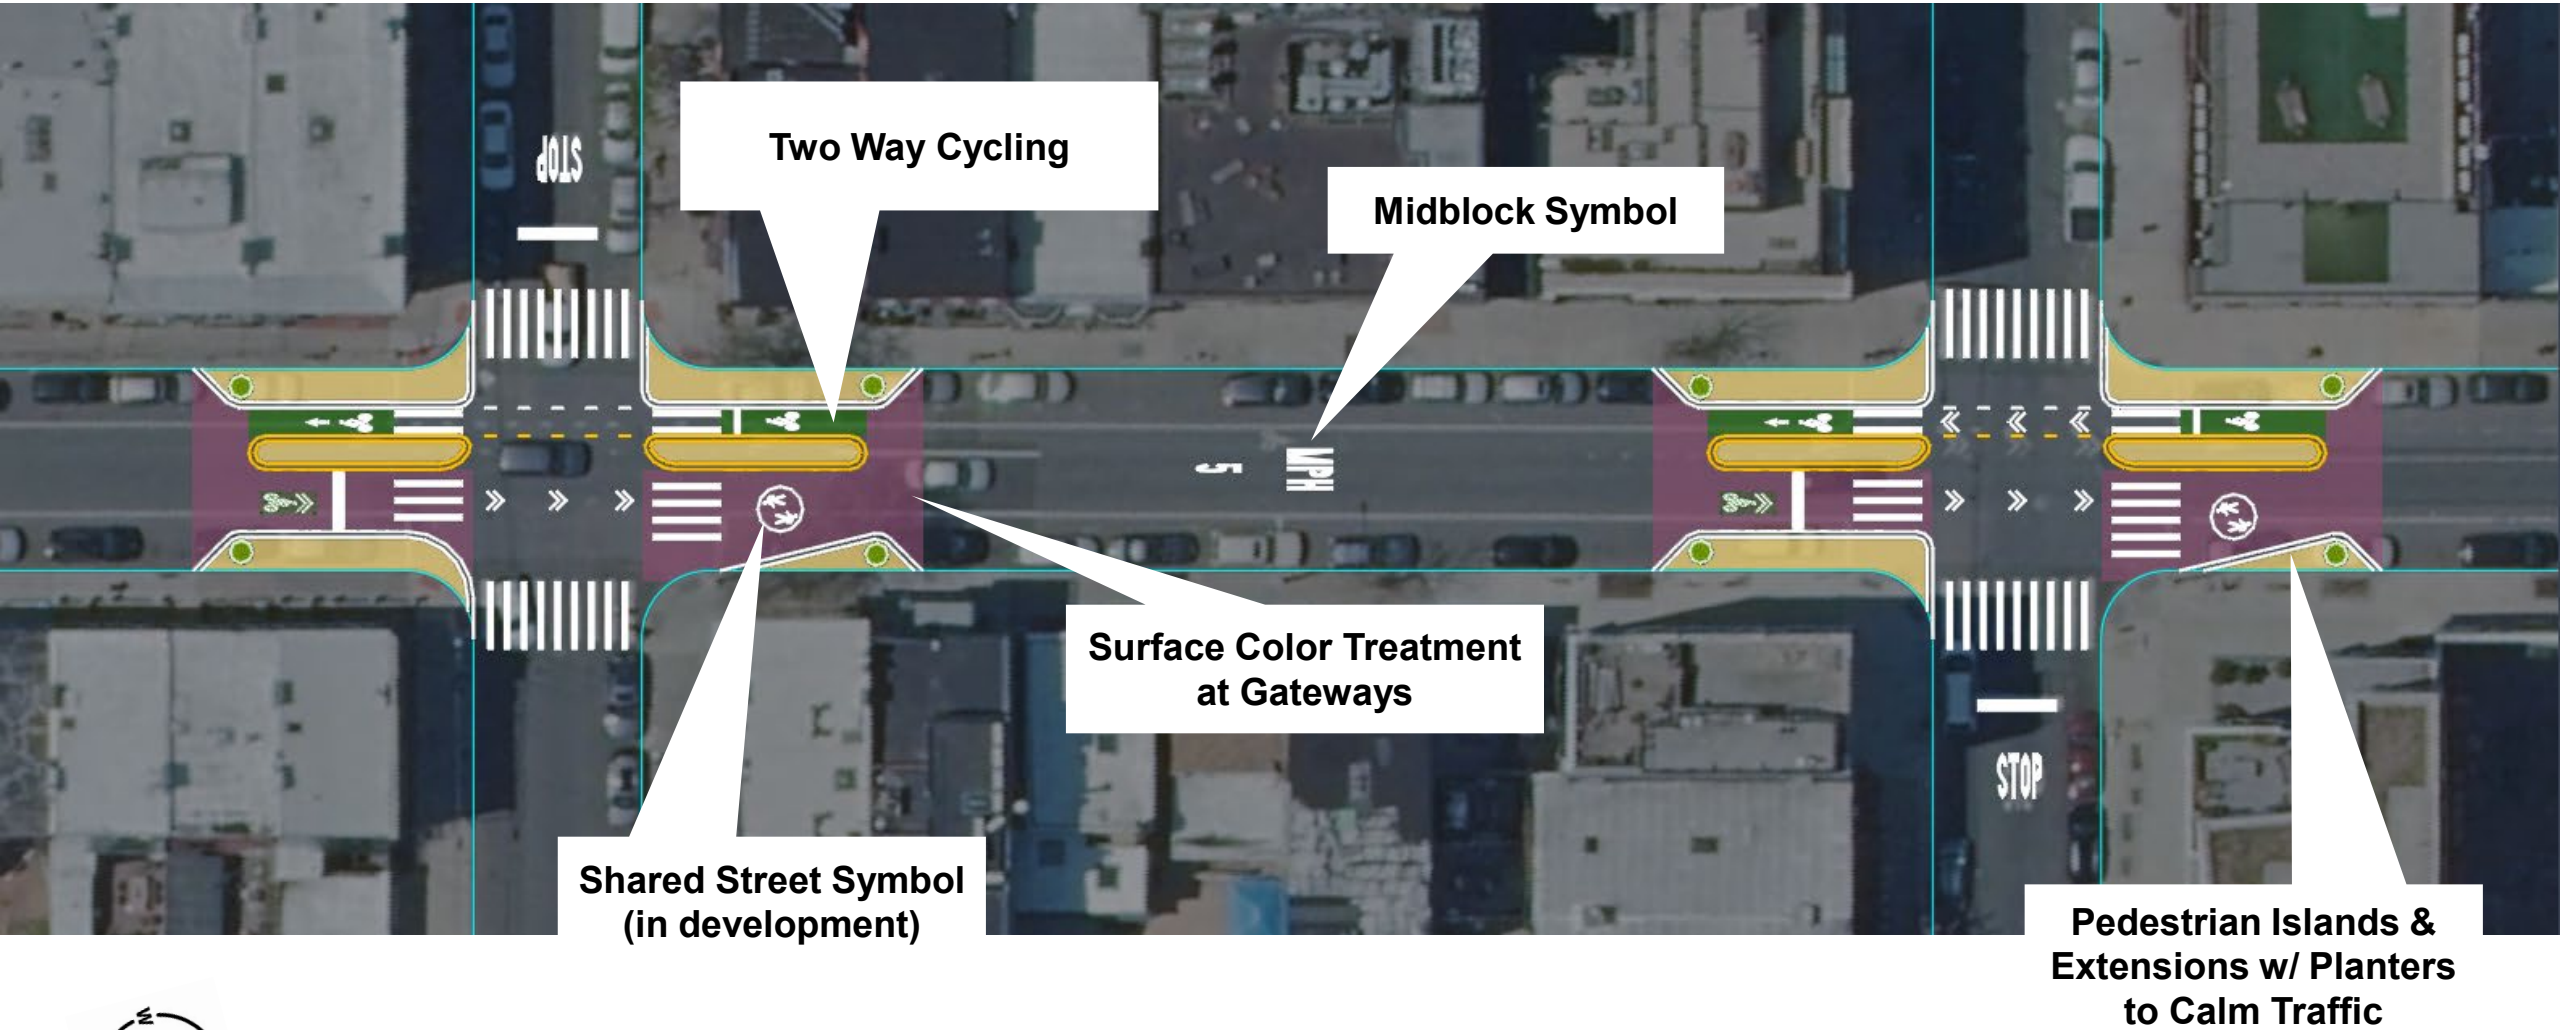 STOP
Two Way Cycling
Midblock Symbol
5 MPH
Surface Color Treatment
at Gateways
STOP
Shared Street Symbol
(in development)
Pedestrian Islands &
Extensions w/ Planters
to Calm Traffic
W